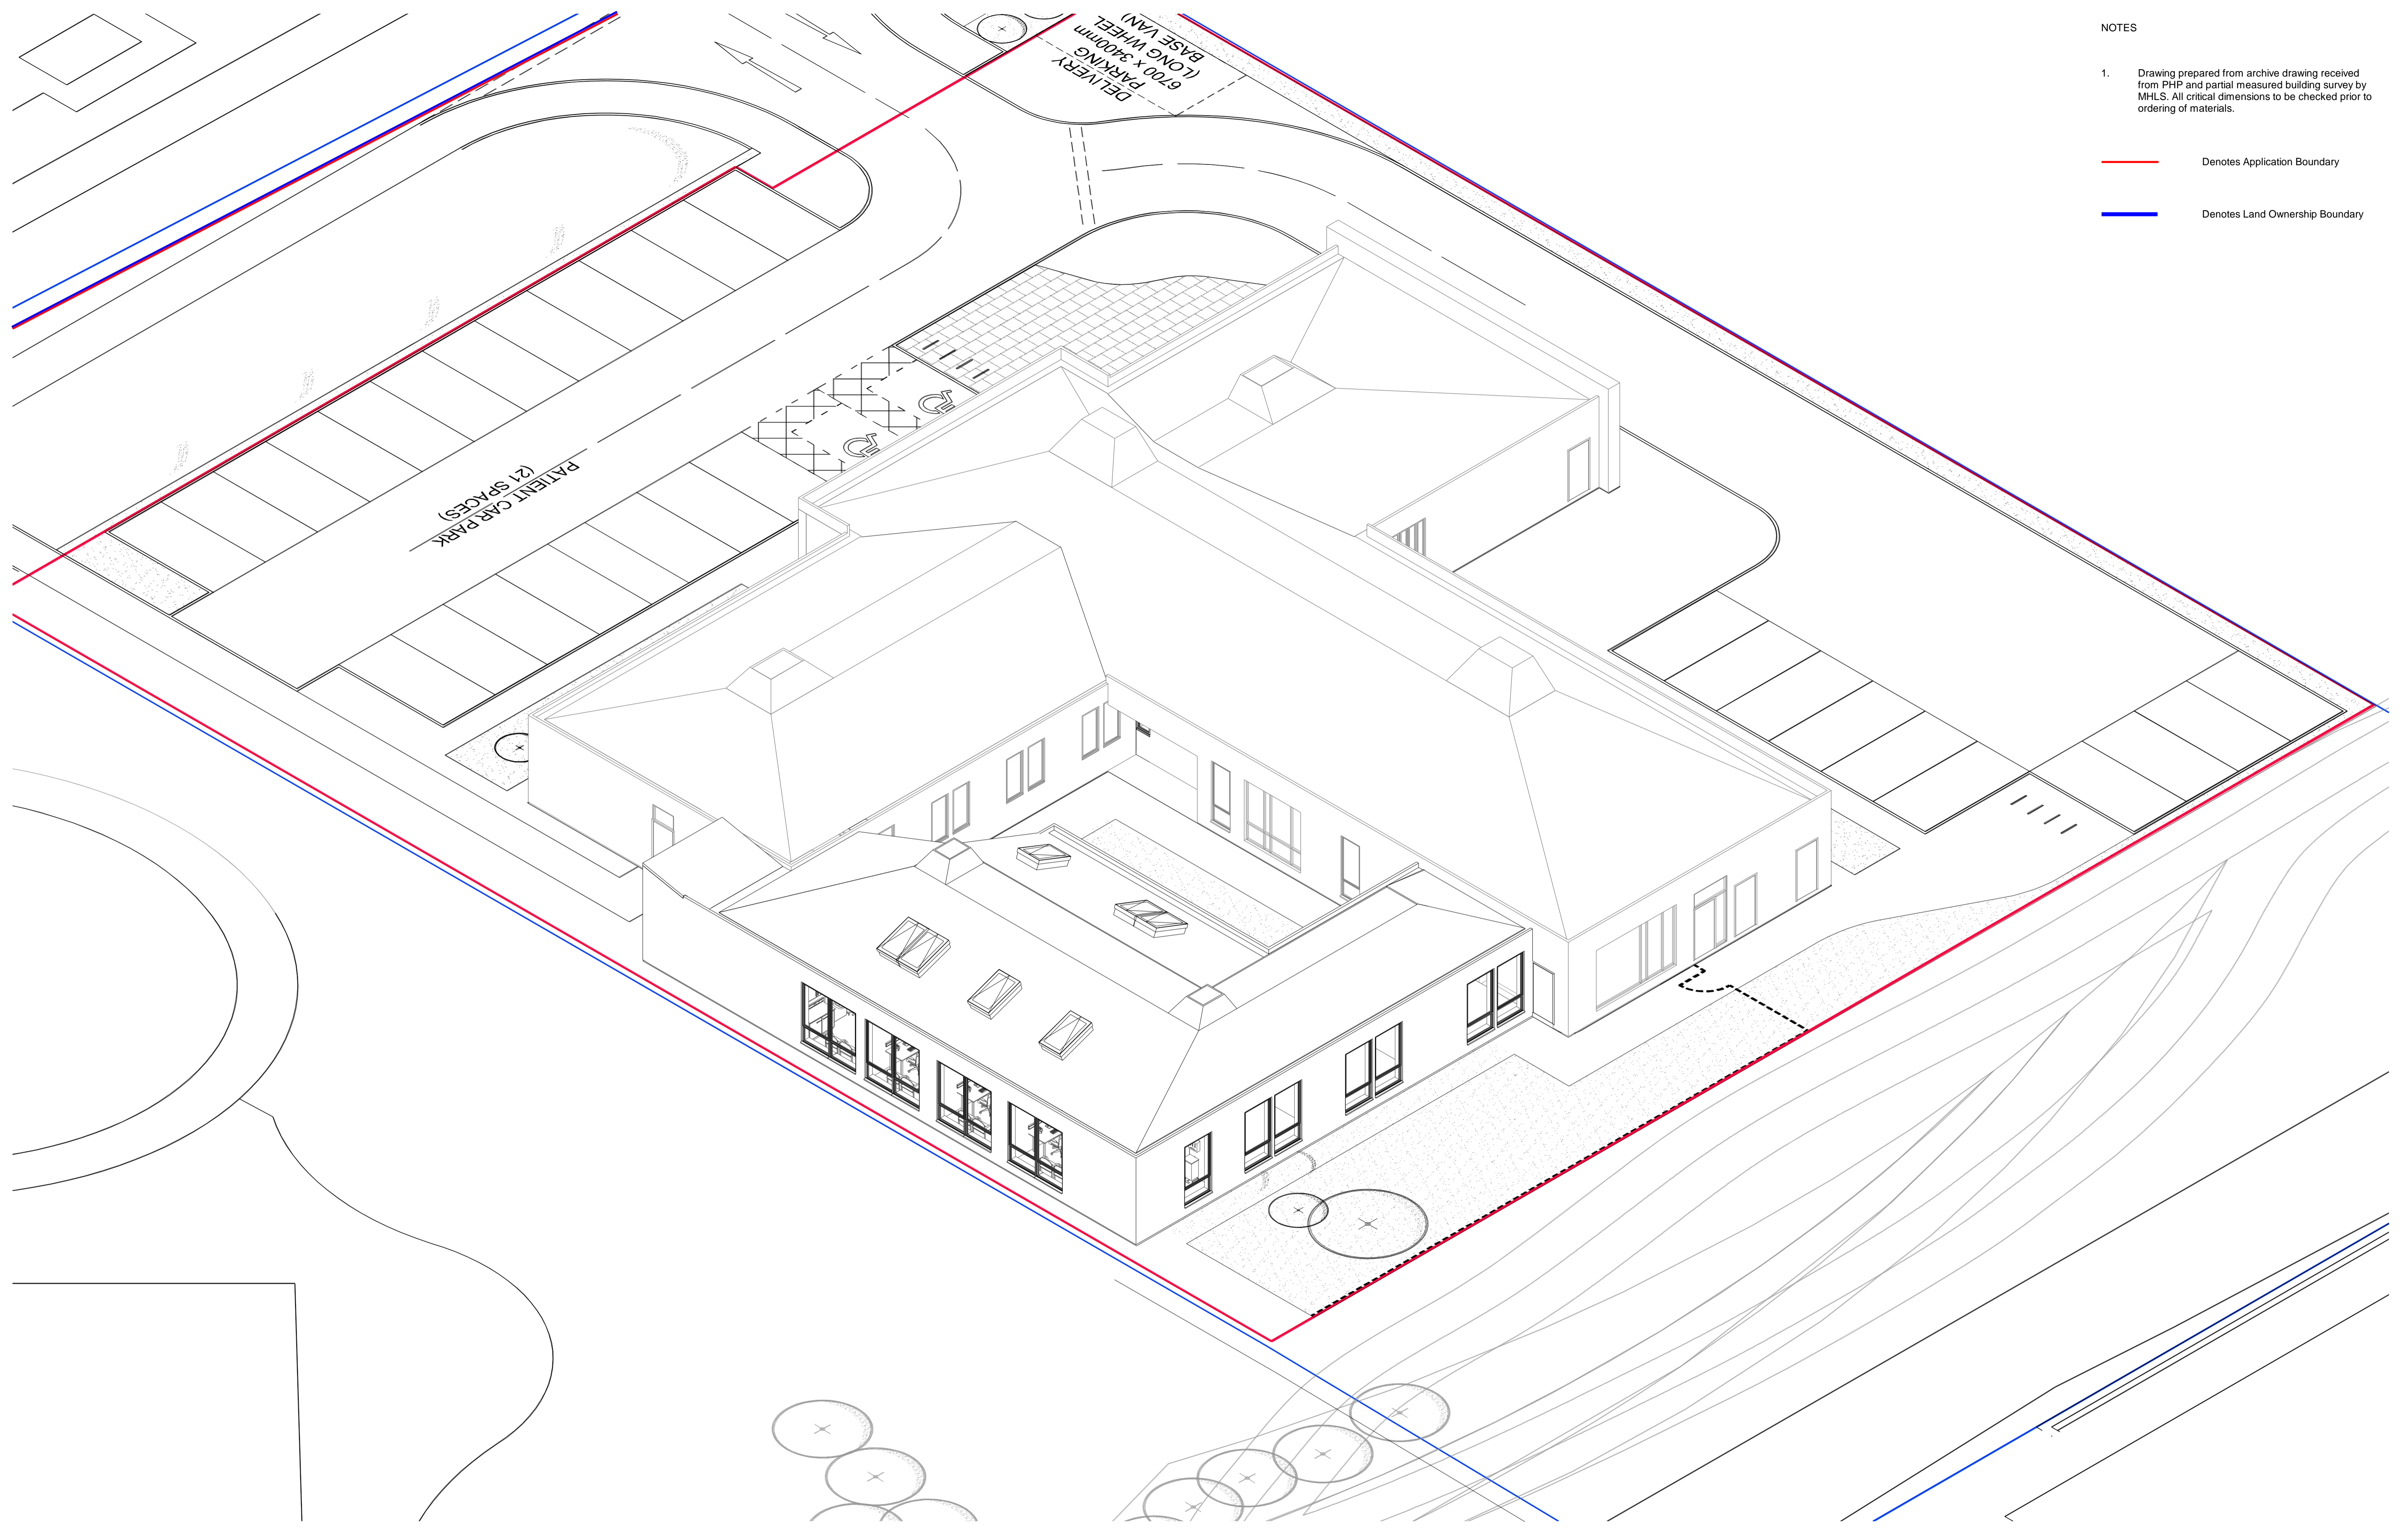 NOTES
1. Drawing prepared from archive drawing received
from PHP and partial measured building survey by
MHLS. All critical dimensions to be checked prior to
ordering of materials.
Denotes Application Boundary
Denotes Land Ownership Boundary
DELIVERY
PARKING
6700 x 3400mm
(LONG WHEEL
BASE VAN)
PATIENT CAR PARK
(21 SPACES)